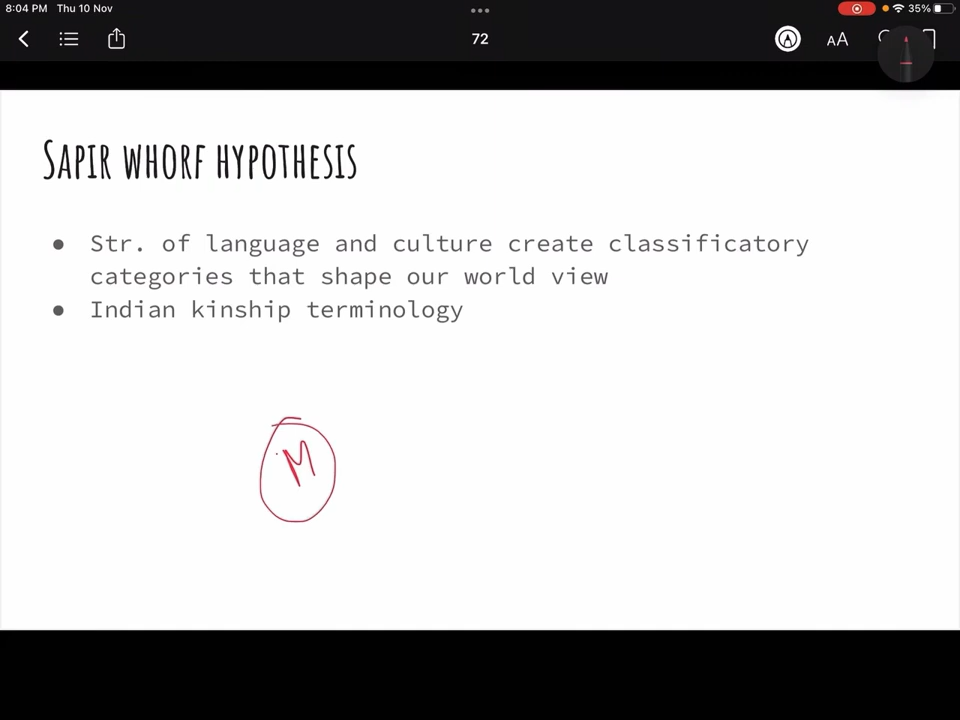 8:04 PM Thu 10 Nov
35%
72
AA
Sapir whorf hypothesis
● Str. of language and culture create classificatory
categories that shape our world view
● Indian kinship terminology
M